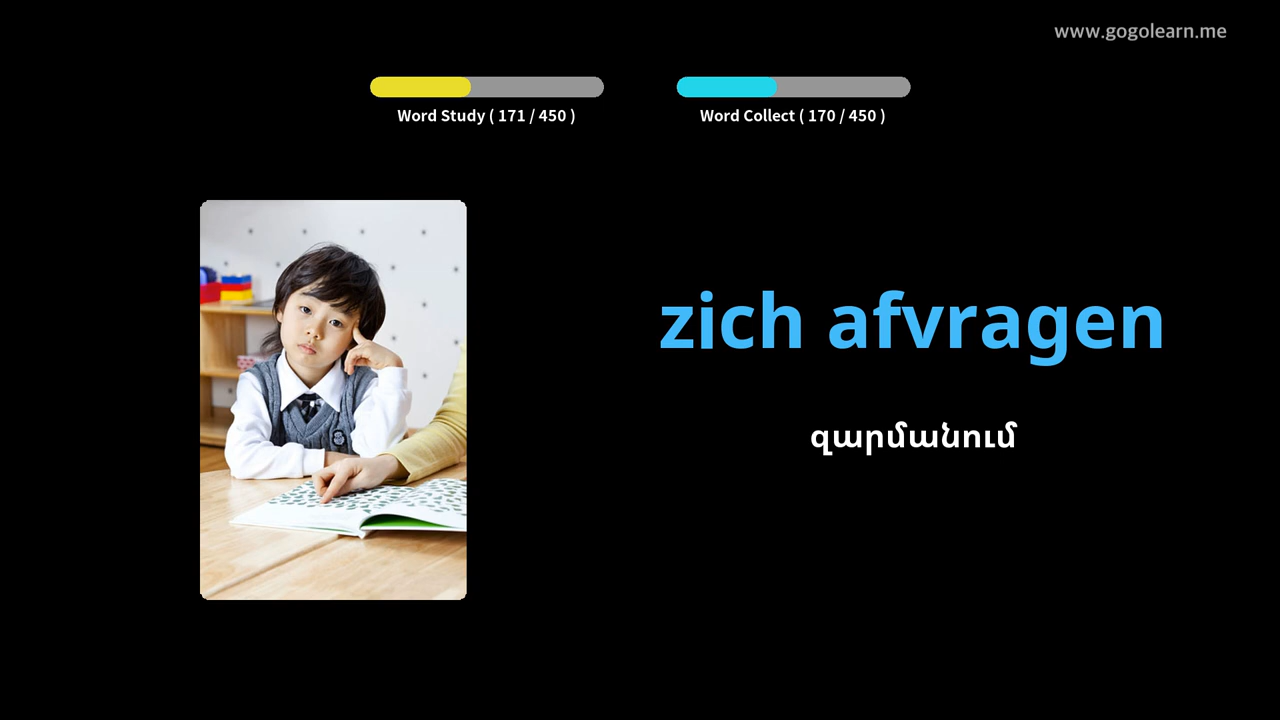 www.gogolearn.me
Word Study ( 171 / 450 )
Word Collect ( 170 / 450 )
zich afvragen
զարմանում